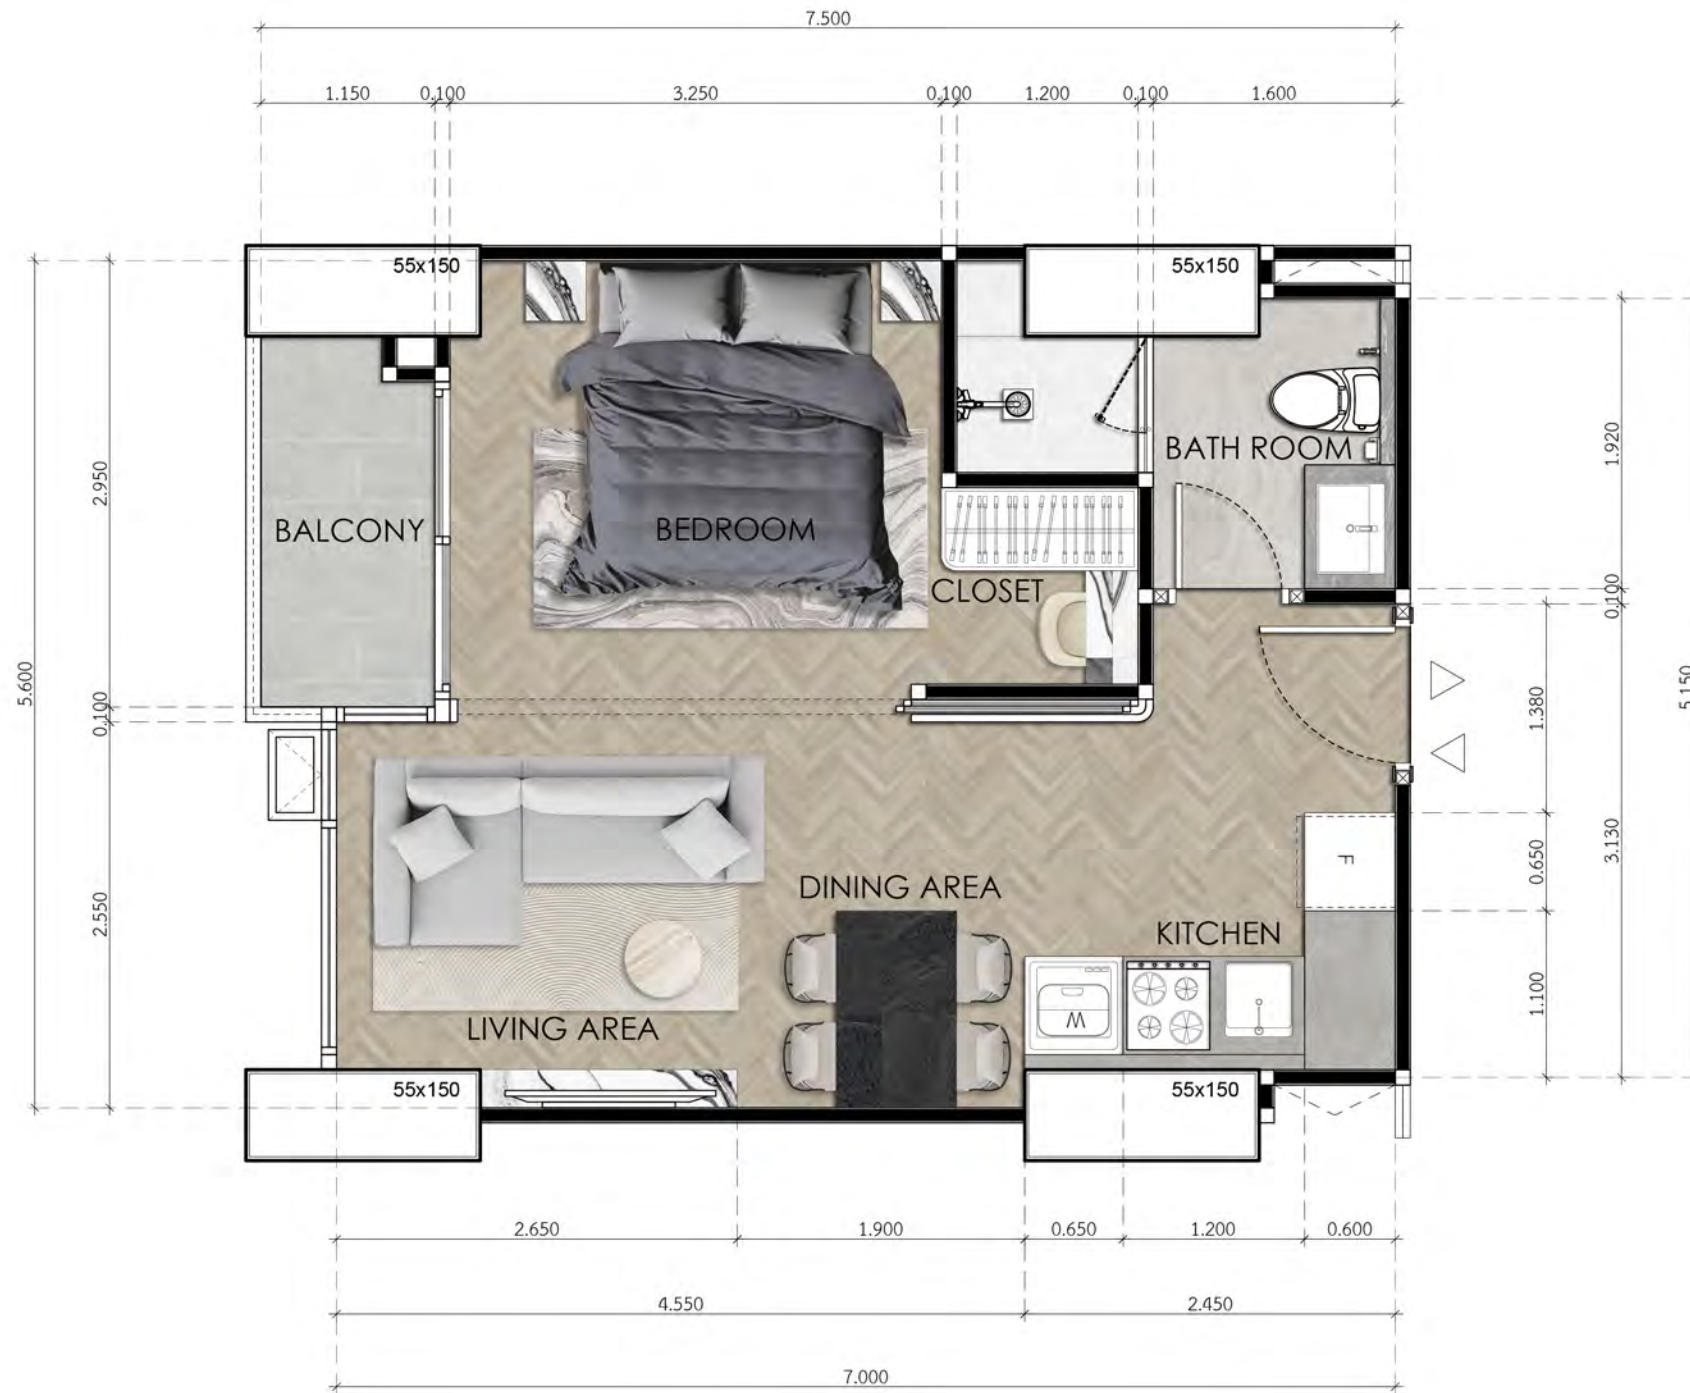 7.500
1.150 0.100 3.250 0.100 1.200 0.100 1.600
55x150 55x150
BATH ROOM
BALCONY BEDROOM
CLOSET
2.950 1.920
0.100
5.600 0.100 1.380 5.150
F
0.650 3.130
DINING AREA
2.550
KITCHEN
1.100
W
LIVING AREA
55x150 55x150
2.650 1.900 0.650 1.200 0.600
4.550 2.450
7.000